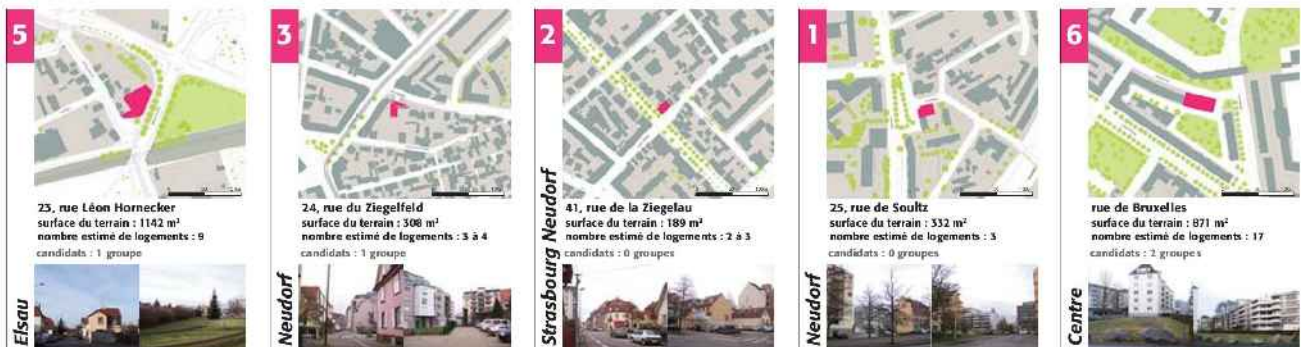 5
23, rue Léon Hornecker
surface du terrain : 1142 m²
nombre estimé de logements : 9
candidats : 1 groupe
Elsau
3
24, rue du Ziegelfeld
surface du terrain : 308 m²
nombre estimé de logements : 3 à 4
candidats : 1 groupe
Neudorf
2
41, rue de la Ziegelau
surface du terrain : 189 m²
nombre estimé de logements : 2 à 3
candidats : 0 groupes
Strasbourg Neudorf
1
25, rue de Soultz
surface du terrain : 332 m²
nombre estimé de logements : 3
candidats : 0 groupes
Neudorf
6
rue de Bruxelles
surface du terrain : 871 m²
nombre estimé de logements : 17
candidats : 2 groupes
Centre